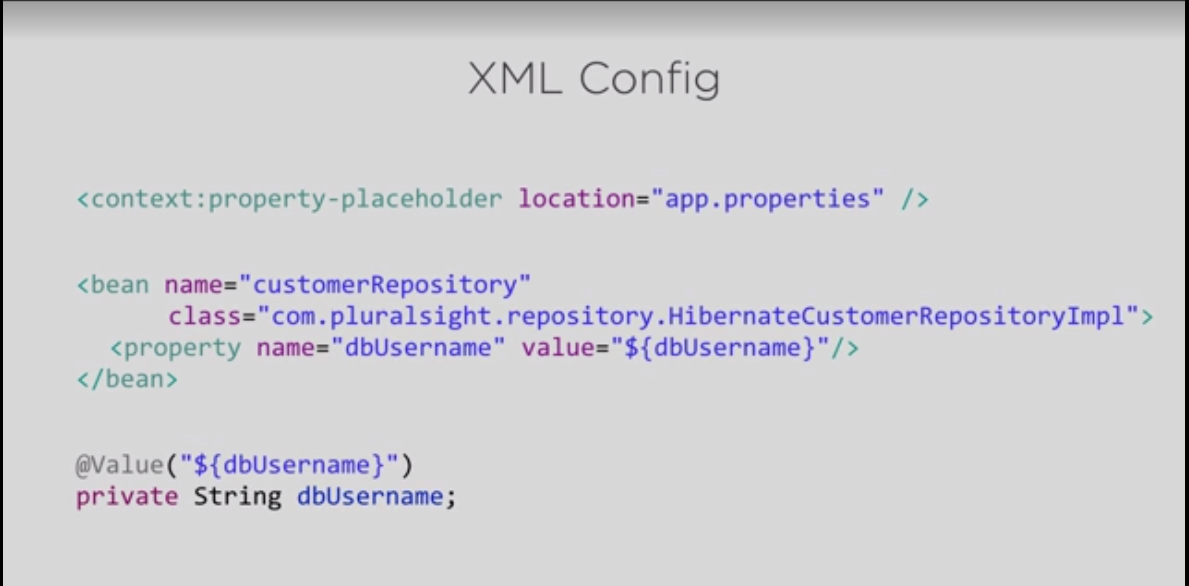 XML Config
<context:property-placeholder location="app.properties" />
<bean name="customerRepository"
class="com.pluralsight.repository.HibernateCustomerRepositoryImpl">
<property name="dbUsername" value="${dbUsername}"/>
</bean>
@Value("${dbUsername}")
private String dbUsername;